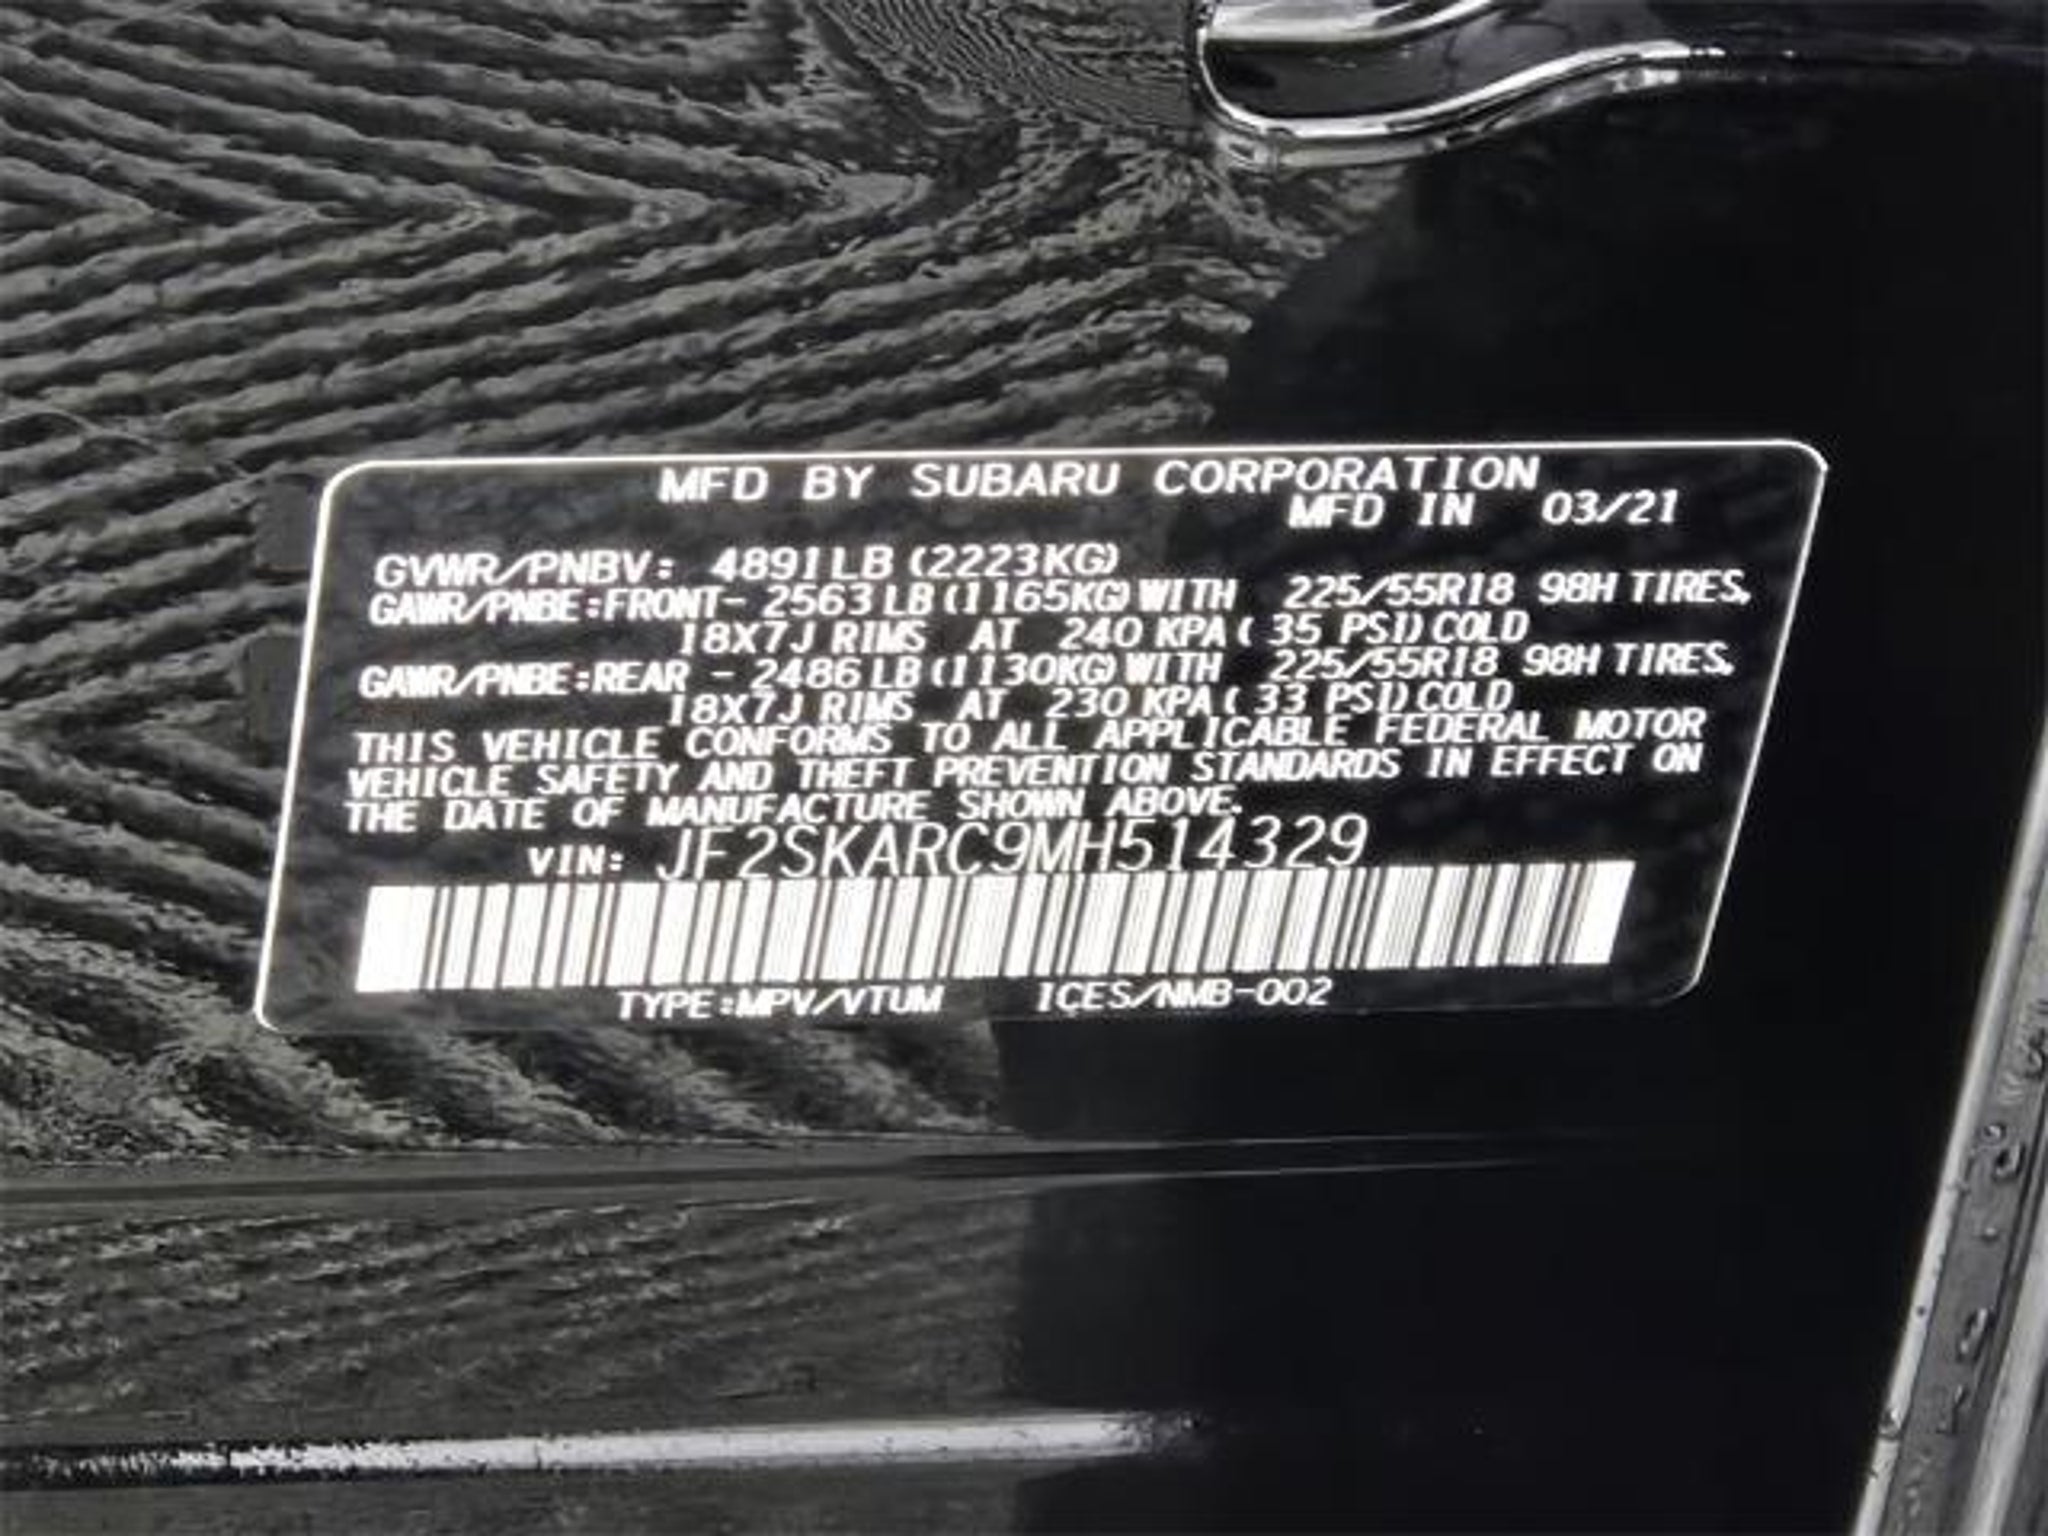 MFD BY SUBARU CORPORATION
MFD IN 03/21
GVWR/PNBV: 4891LB (2223KG)
GAWR/PNBE:FRONT- 2563LB(1165KG)WITH 225/55R18 98H TIRES,
18X7J RIMS AT 240 KPA( 35 PSI)COLD
GAWR/PNBE:REAR - 2486LB(1130KG)WITH 225/55R18 98H TIRES,
18X7J RIMS AT 230 KPA( 33 PSI)COLD
THIS VEHICLE CONFORMS TO ALL APPLICABLE FEDERAL MOTOR
VEHICLE SAFETY AND THEFT PREVENTION STANDARDS IN EFFECT ON
THE DATE OF MANUFACTURE SHOWN ABOVE.
VIN: JF2SKARC9MH514329
TYPE:MPV/VTUM ICES/NMB-002